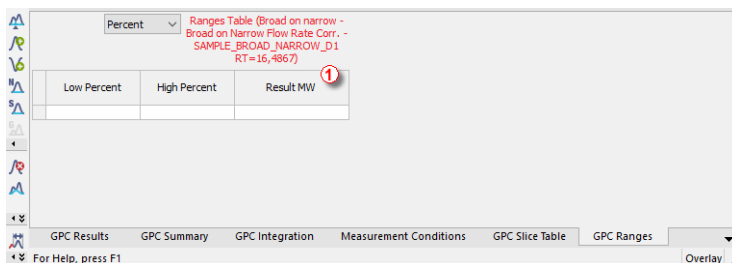 Percent
Ranges Table (Broad on narrow -
Broad on Narrow Flow Rate Corr. -
SAMPLE_BROAD_NARROW_D1
RT=16,4867)
1
Low Percent High Percent Result MW
N
S
GPC Results GPC Summary GPC Integration Measurement Conditions GPC Slice Table GPC Ranges
For Help, press F1 Overlay